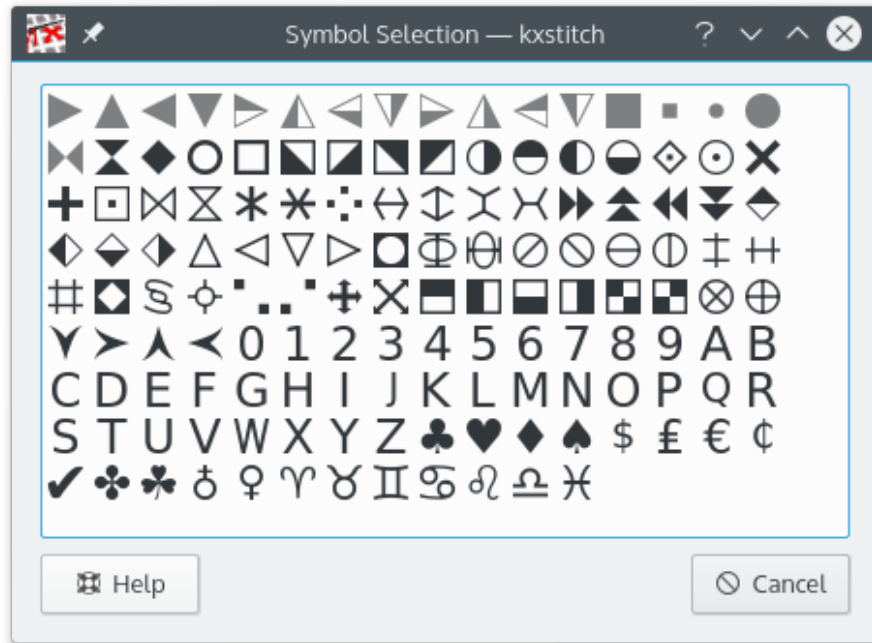 Symbol Selection — kxstitch ?
0 1 2 3 4 5 6 7 8 9 A B
C D E F G H I J K L M N O P Q R
S T U V W X Y Z ♣ ♥ ♦ ♠ $ ₤ € ¢
✔ ✤ ☘ ♁ ♀ ♈ ♉ ♊ ♋ ♌ ♎ ♓
Help Cancel